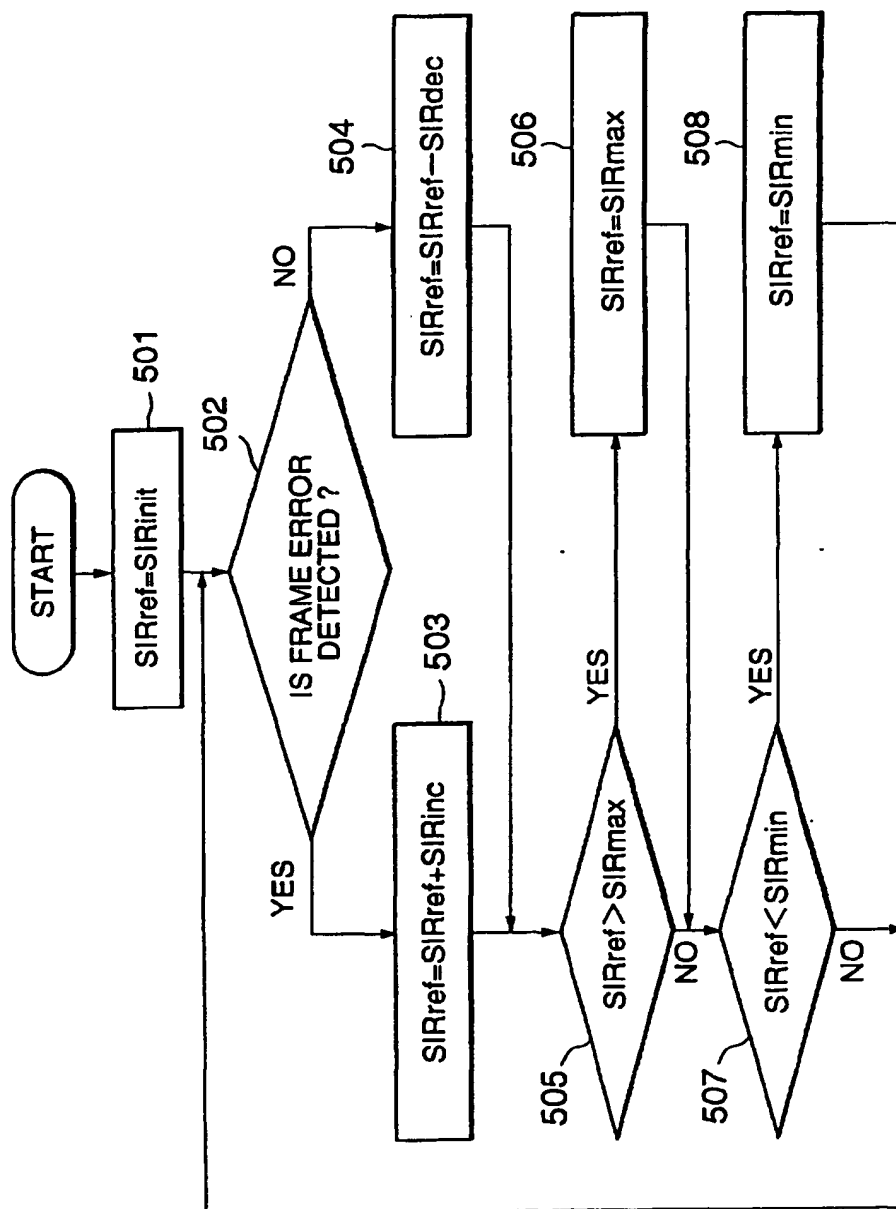 START
501
SIRref=SIRinit
502
IS FRAME ERROR
DETECTED ?
YES
NO
503
SIRref=SIRref+SIRinc
504
SIRref=SIRref−SIRdec
505
SIRref>SIRmax
YES
NO
506
SIRref=SIRmax
507
SIRref<SIRmin
YES
NO
508
SIRref=SIRmin